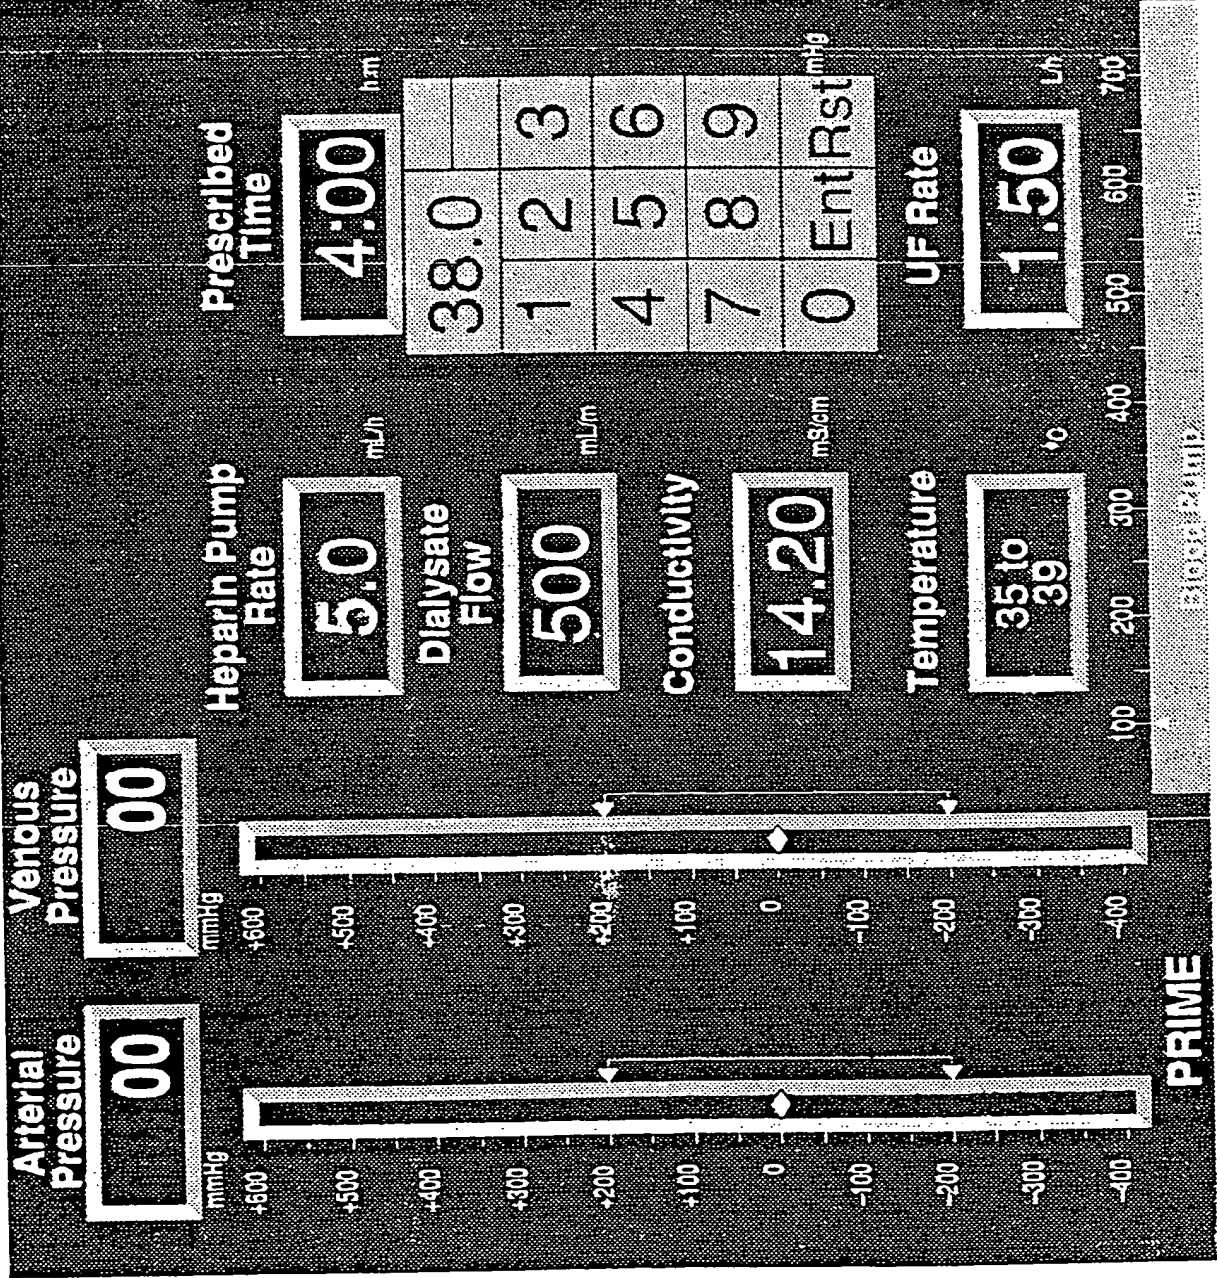 Arterial
Pressure
00
mmHg
+600
+500
+400
+300
+200
+100
0
-100
-200
-300
-400
Venous
Pressure
00
mmHg
+600
+500
+400
+300
+200
+100
0
-100
-200
-300
-400
Heparin Pump
Rate
5.0
mL/h
Dialysate
Flow
500
mL/m
Conductivity
14.20
mS/cm
Temperature
35 to
39
Prescribed
Time
4:00
h:m
38.0
1 2 3
4 5 6
7 8 9
0 Ent Rst
mHg
UF Rate
1.50
L/h
PRIME
100 200 300 400 500 600 700
Blood Pump